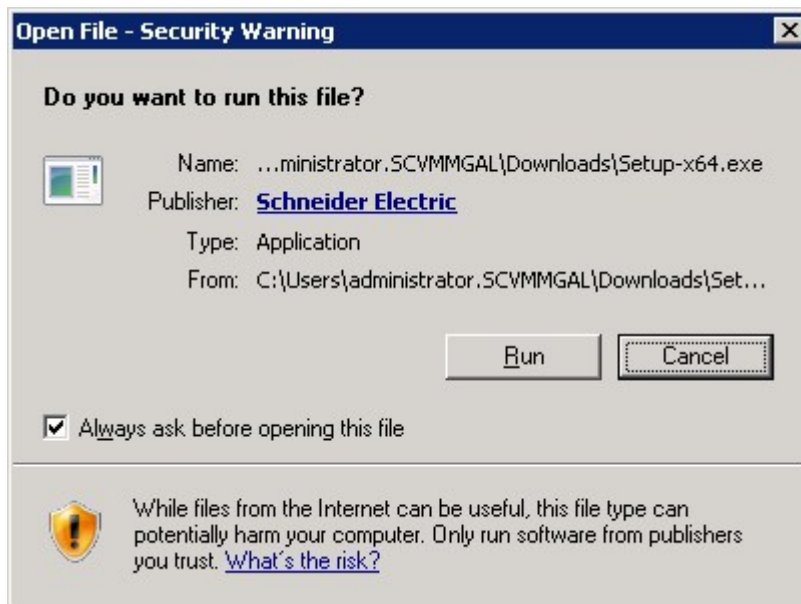 Open File - Security Warning
Do you want to run this file?
Name: ...ministrator.SCVMMGAL\Downloads\Setup-x64.exe
Publisher: Schneider Electric
Type: Application
From: C:\Users\administrator.SCVMMGAL\Downloads\Set...
Run Cancel
Always ask before opening this file
While files from the Internet can be useful, this file type can
potentially harm your computer. Only run software from publishers
you trust. What's the risk?